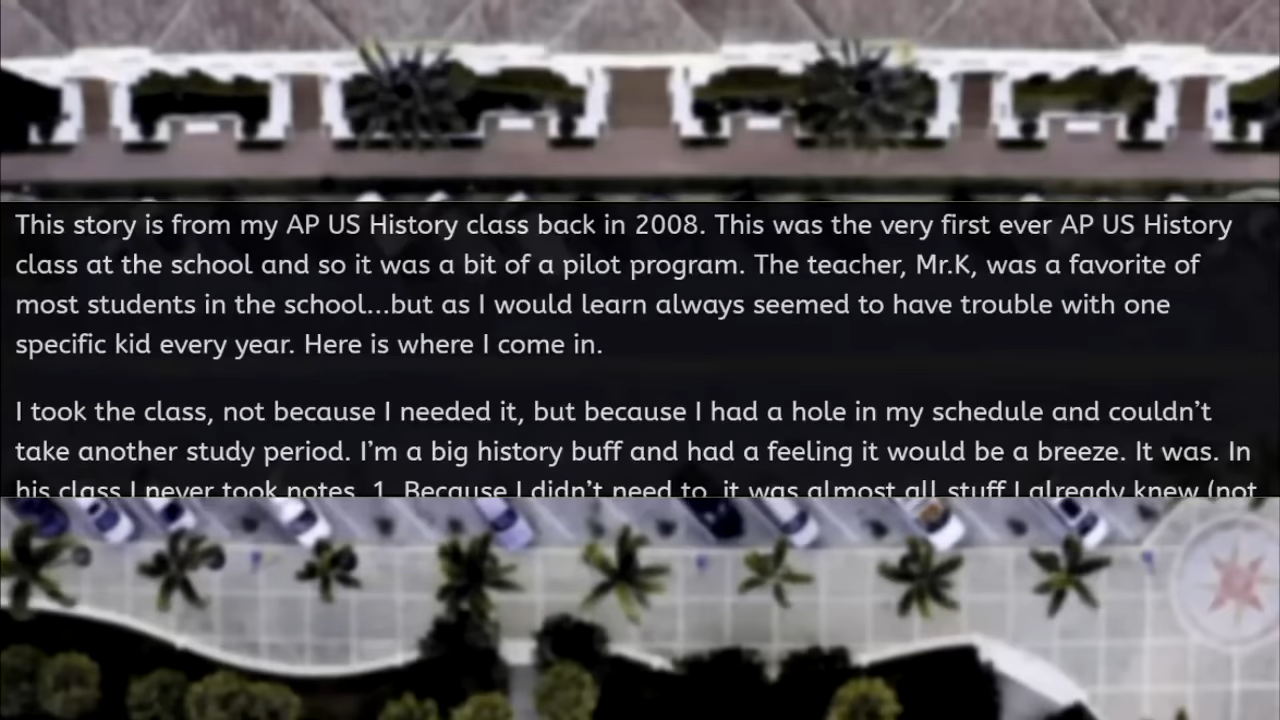 This story is from my AP US History class back in 2008. This was the very first ever AP US History
class at the school and so it was a bit of a pilot program. The teacher, Mr.K, was a favorite of
most students in the school...but as I would learn always seemed to have trouble with one
specific kid every year. Here is where I come in.
I took the class, not because I needed it, but because I had a hole in my schedule and couldn't
take another study period. I'm a big history buff and had a feeling it would be a breeze. It was. In
his class I never took notes. 1. Because I didn't need to, it was almost all stuff I already knew (not